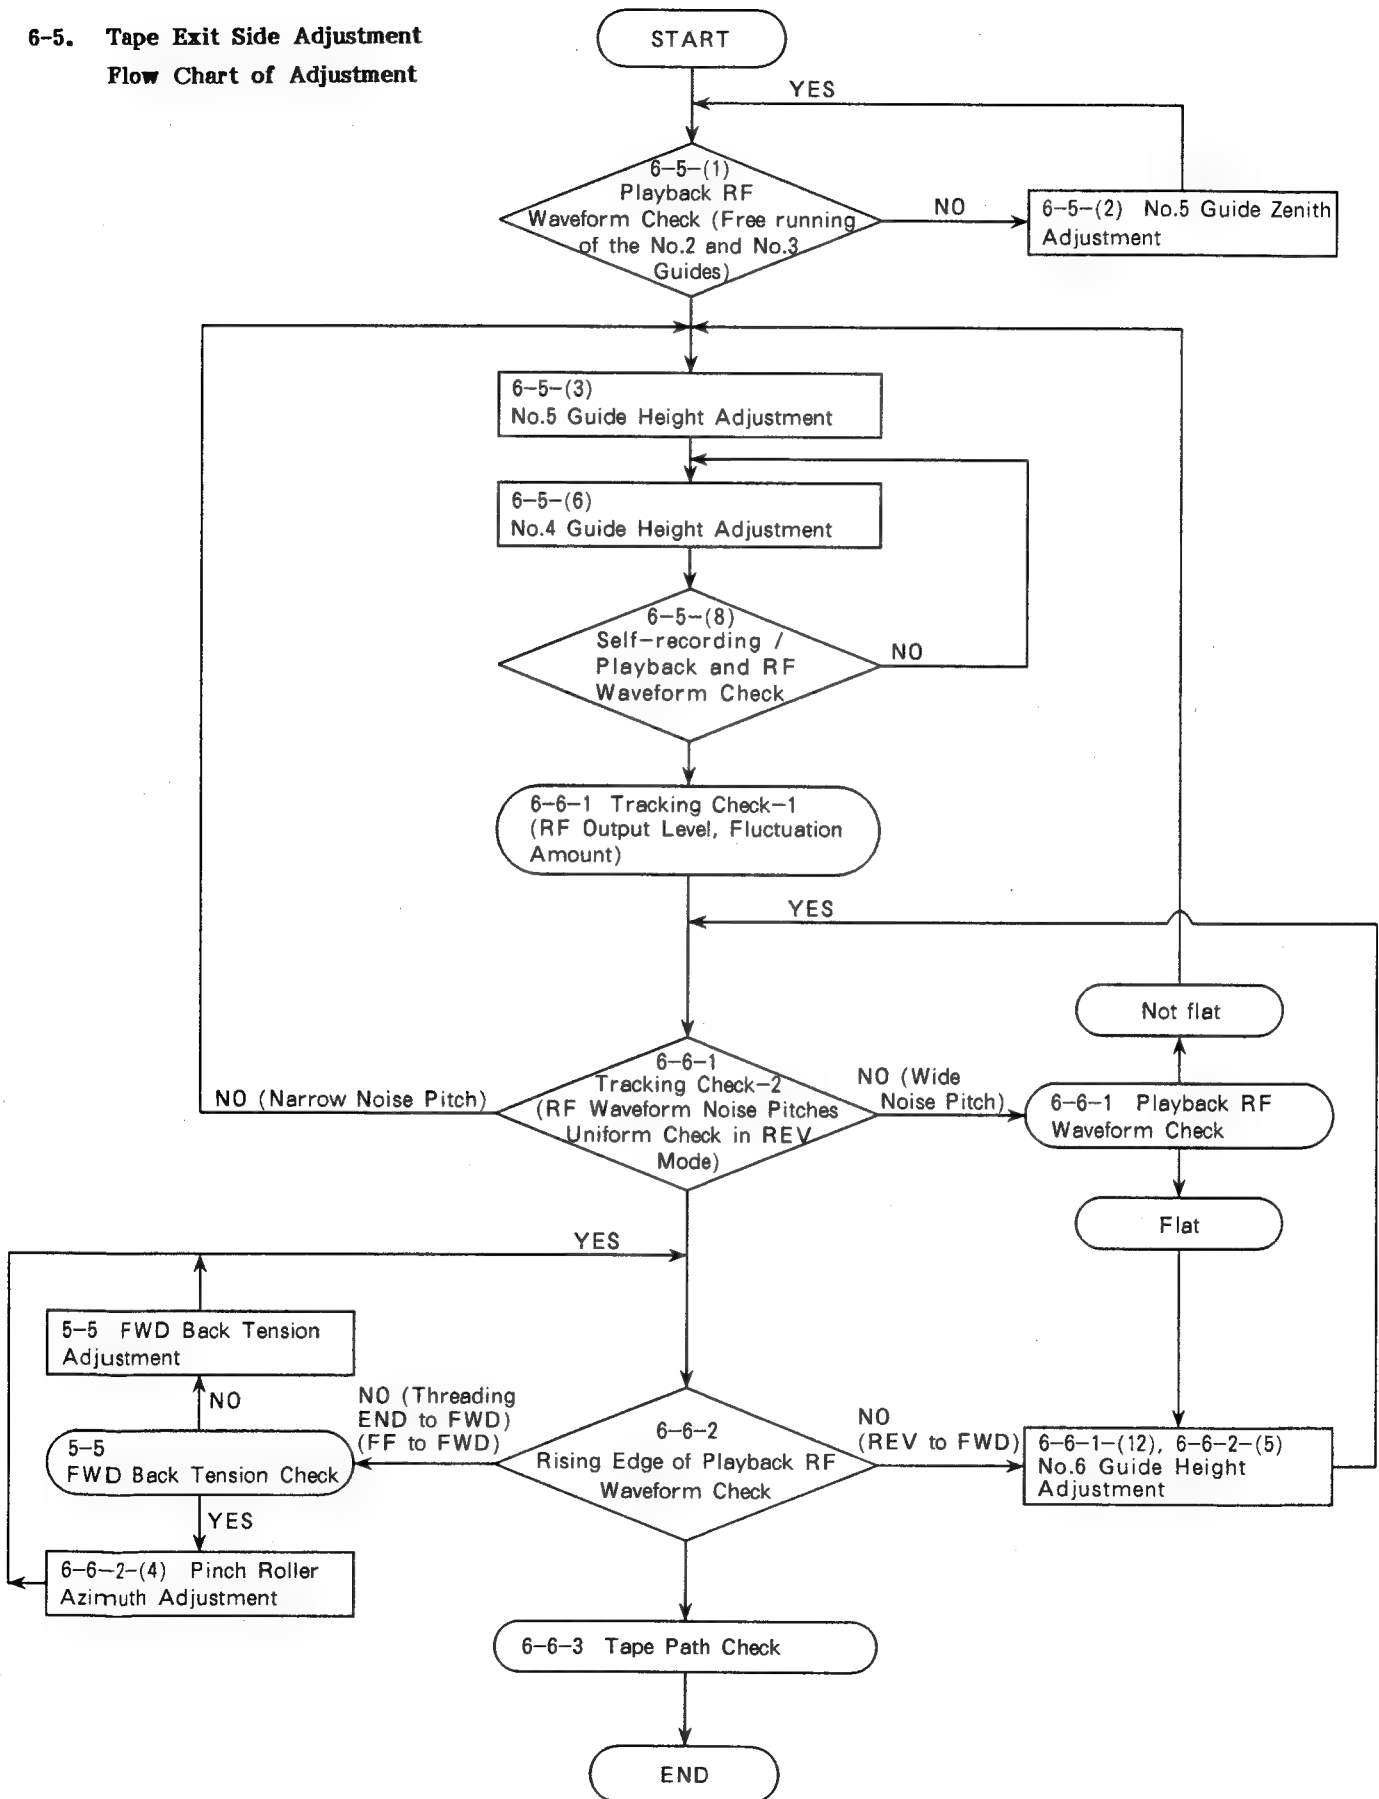 6-5. Tape Exit Side Adjustment
Flow Chart of Adjustment
START
YES
6-5-(1)
Playback RF
Waveform Check (Free running
of the No.2 and No.3
Guides)
NO
6-5-(2) No.5 Guide Zenith
Adjustment
6-5-(3)
No.5 Guide Height Adjustment
6-5-(6)
No.4 Guide Height Adjustment
6-5-(8)
Self-recording /
Playback and RF
Waveform Check
NO
6-6-1 Tracking Check-1
(RF Output Level, Fluctuation
Amount)
YES
Not flat
6-6-1
Tracking Check-2
(RF Waveform Noise Pitches
Uniform Check in REV
Mode)
NO (Narrow Noise Pitch)
NO (Wide
Noise Pitch)
6-6-1 Playback RF
Waveform Check
Flat
YES
5-5 FWD Back Tension
Adjustment
NO
5-5
FWD Back Tension Check
YES
6-6-2-(4) Pinch Roller
Azimuth Adjustment
NO (Threading
END to FWD)
(FF to FWD)
6-6-2
Rising Edge of Playback RF
Waveform Check
NO
(REV to FWD)
6-6-1-(12), 6-6-2-(5)
No.6 Guide Height
Adjustment
6-6-3 Tape Path Check
END